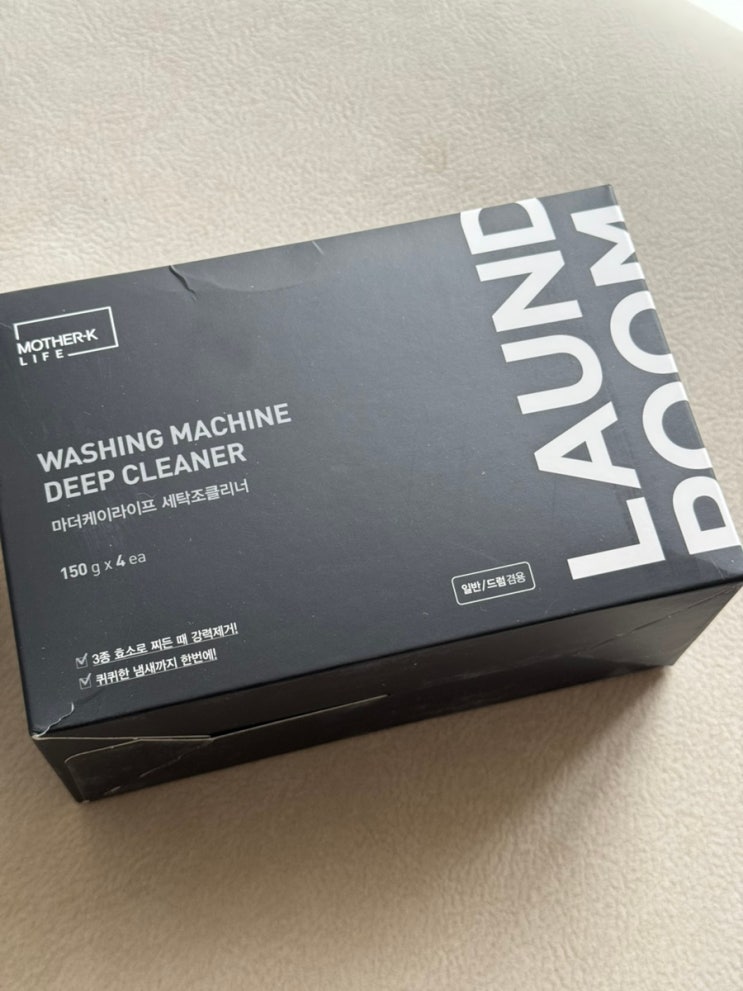 MOTHER-K
LIFE
WASHING MACHINE
DEEP CLEANER
마더케이라이프 세탁조클리너
150 g x 4 ea
일반/드럼겸용
3종 효소로 찌든 때 강력제거!
퀴퀴한 냄새까지 한번에!
LAUND
ROOM